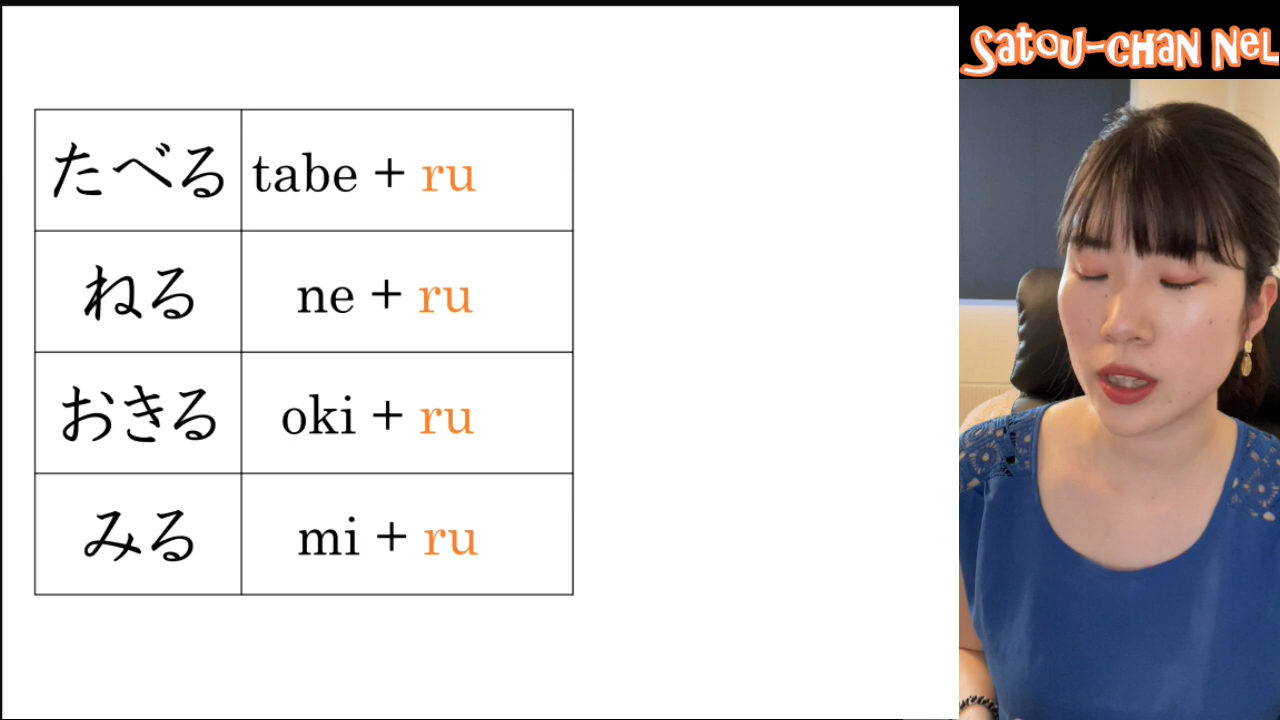 Satou-chan nel
たべる tabe + ru
ねる ne + ru
おきる oki + ru
みる mi + ru